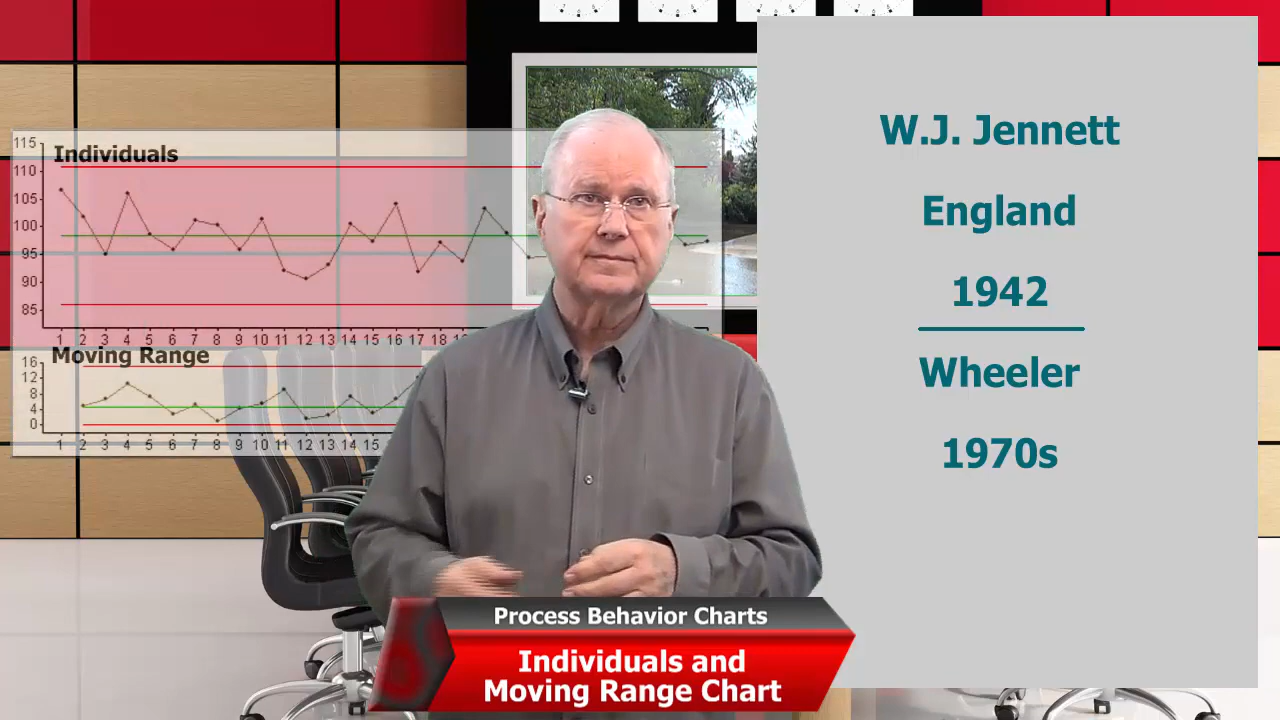 W.J. Jennett
England
1942
Wheeler
1970s
Individuals
115
110
105
100
95
90
85
1 2 3 4 5 6 7 8 9 10 11 12 13 14 15 16 17 18
Moving Range
16
12
8
4
0
1 2 3 4 5 6 7 8 9 10 11 12 13 14 15
Process Behavior Charts
Individuals and
Moving Range Chart